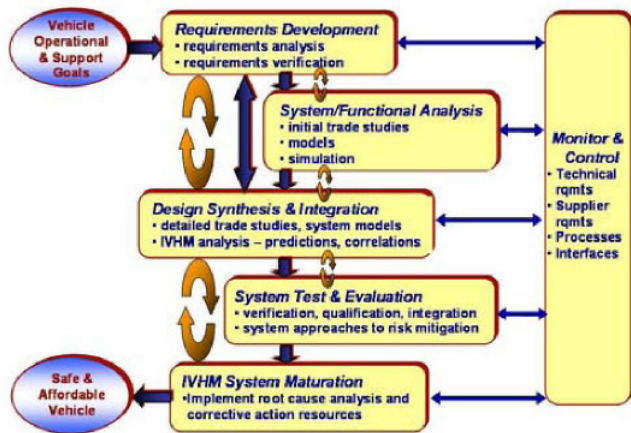 Vehicle
Operational
& Support
Goals
Requirements Development
• requirements analysis
• requirements verification
System/Functional Analysis
• initial trade studies
• models
• simulation
Design Synthesis & Integration
• detailed trade studies, system models
• IVHM analysis – predictions, correlations
System Test & Evaluation
• verification, qualification, integration
• system approaches to risk mitigation
IVHM System Maturation
•Implement root cause analysis and
corrective action resources
Safe &
Affordable
Vehicle
Monitor &
Control
• Technical
rqmts
• Supplier
rqmts
• Processes
• Interfaces